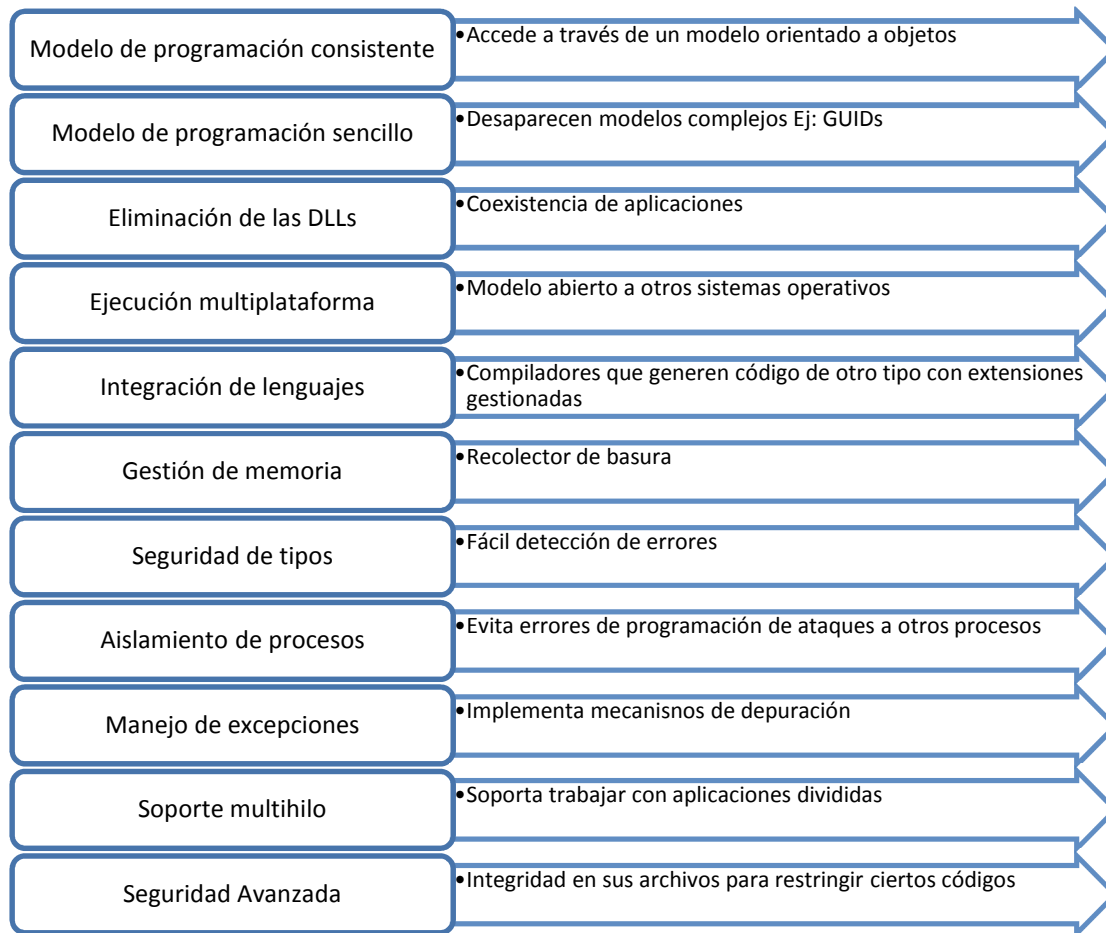 Modelo de programación consistente
•Accede a través de un modelo orientado a objetos
Modelo de programación sencillo
•Desaparecen modelos complejos Ej: GUIDs
Eliminación de las DLLs
•Coexistencia de aplicaciones
Ejecución multiplataforma
•Modelo abierto a otros sistemas operativos
Integración de lenguajes
•Compiladores que generen código de otro tipo con extensiones
gestionadas
Gestión de memoria
•Recolector de basura
Seguridad de tipos
•Fácil detección de errores
Aislamiento de procesos
•Evita errores de programación de ataques a otros procesos
Manejo de excepciones
•Implementa mecanisnos de depuración
Soporte multihilo
•Soporta trabajar con aplicaciones divididas
Seguridad Avanzada
•Integridad en sus archivos para restringir ciertos códigos